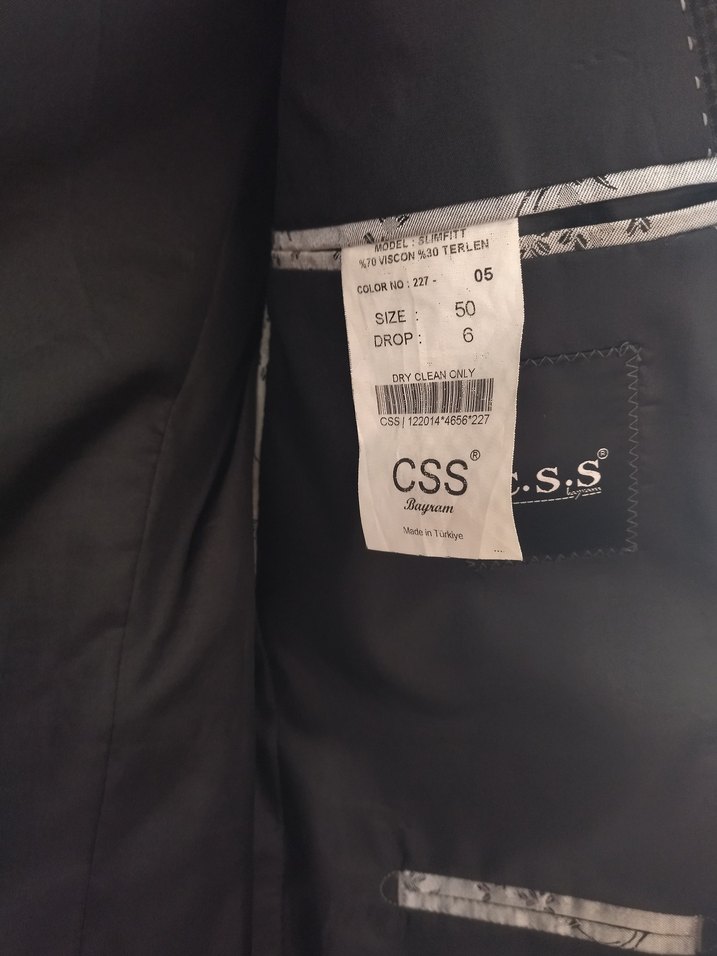 MODEL : SLIMFITT
%70 VISCON %30 TERLEN
COLOR NO : 227 - 05
SIZE : 50
DROP : 6
DRY CLEAN ONLY
CSS / 122014*4656*227
CSS®
Bayram
Made in Türkiye
C.S.S®
bayram